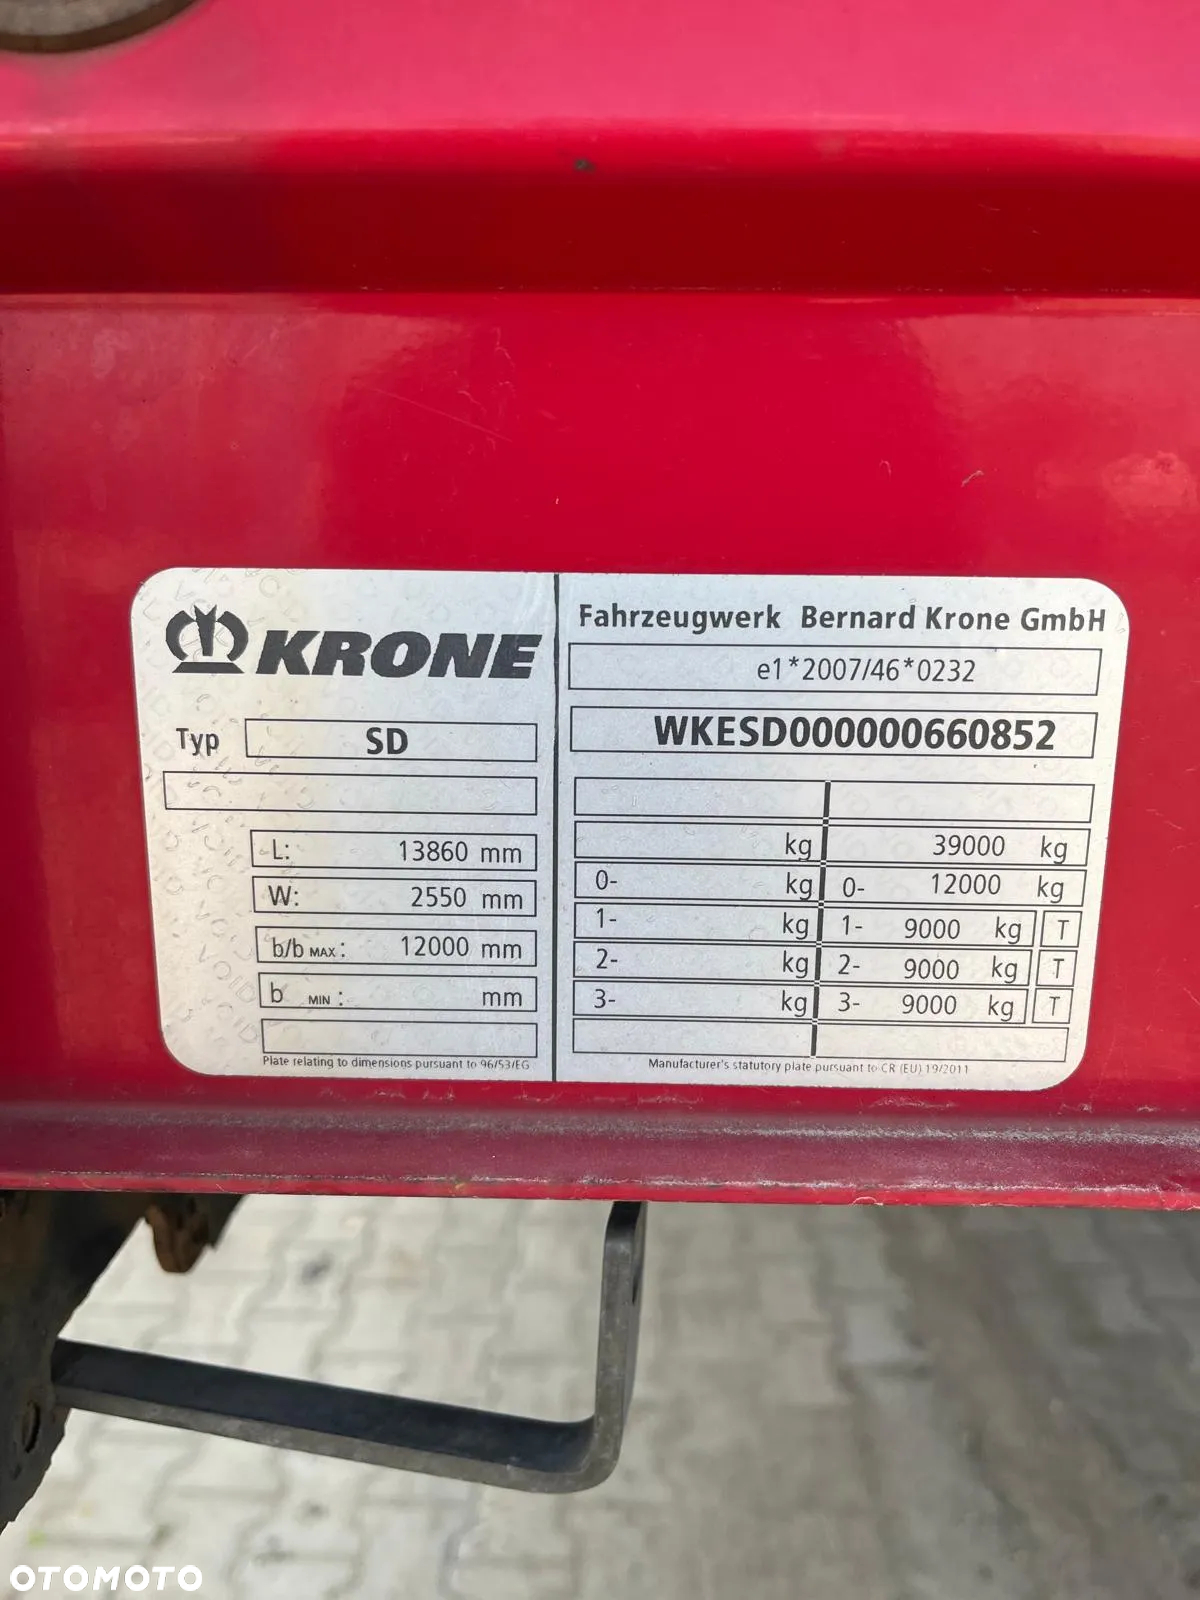 KRONE
Typ SD
L: 13860 mm
W: 2550 mm
b/b MAX: 12000 mm
b MIN: mm
Plate relating to dimensions pursuant to 96/53/EG
Fahrzeugwerk Bernard Krone GmbH
e1*2007/46*0232
WKESD000000660852
kg 39000 kg
0- kg 0- 12000 kg
1- kg 1- 9000 kg T
2- kg 2- 9000 kg T
3- kg 3- 9000 kg T
Manufacturer's statutory plate pursuant to CR (EU) 19/2011
OTOMOTO